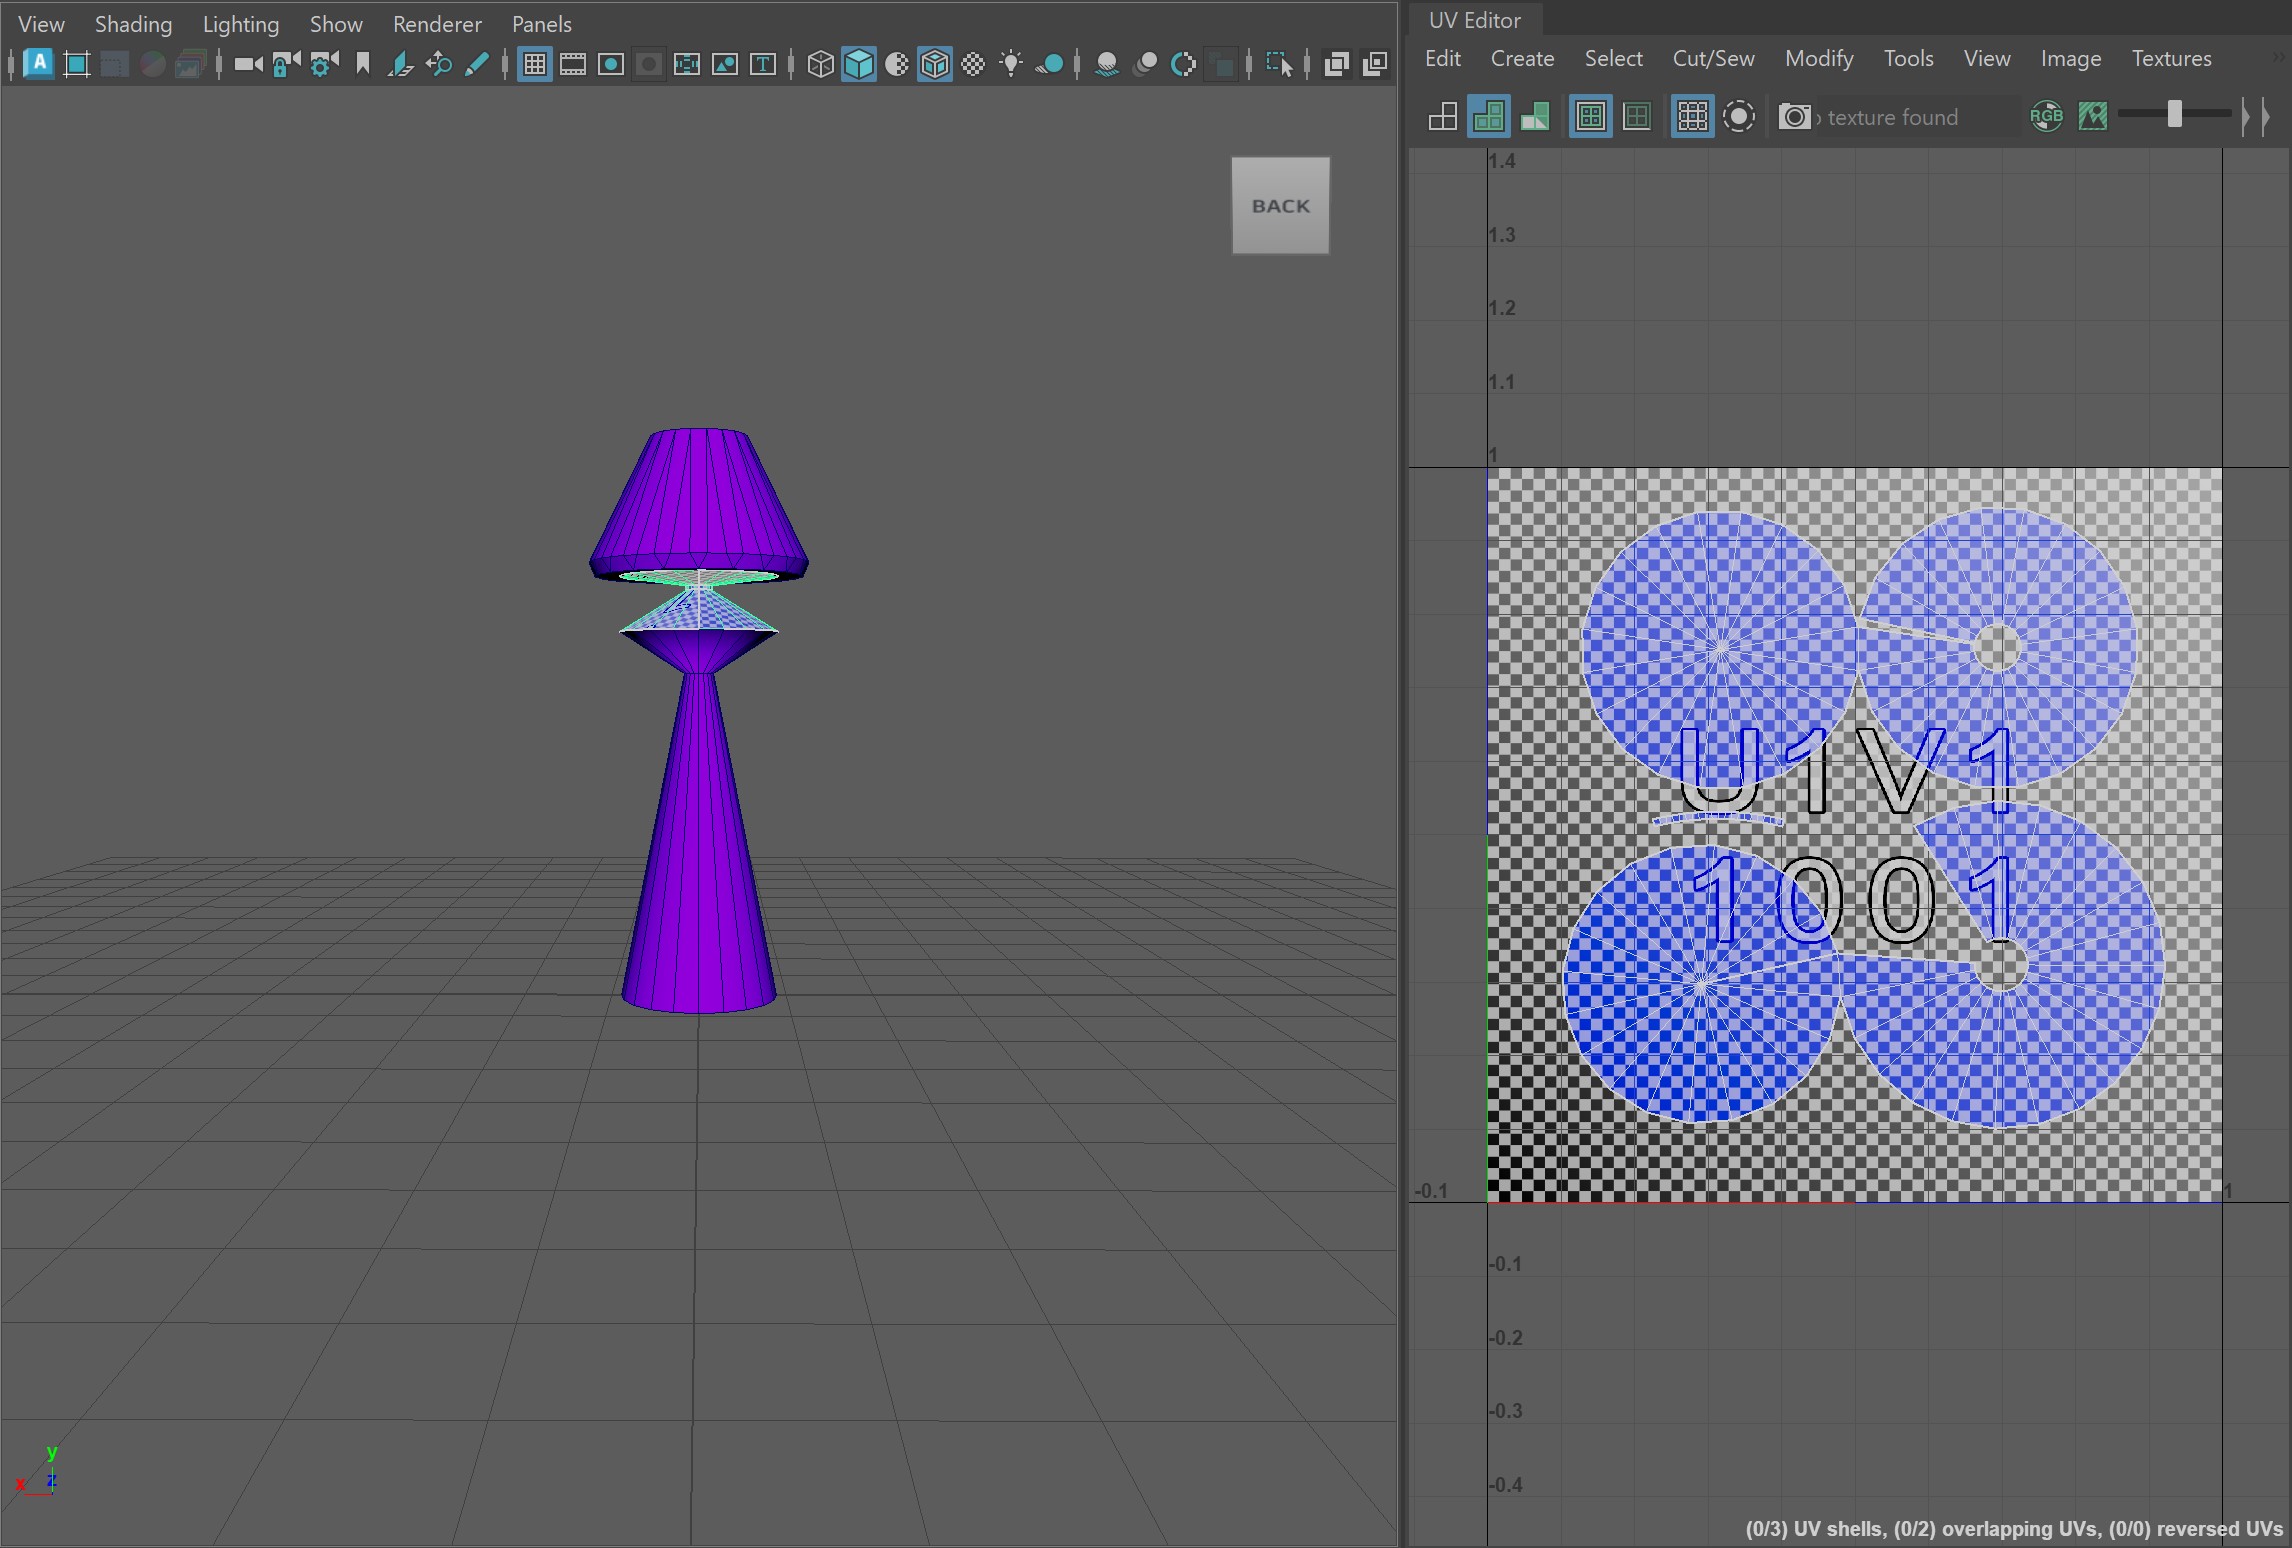 View Shading Lighting Show Renderer Panels
A
T
BACK
y
x z
UV Editor
Edit Create Select Cut/Sew Modify Tools View Image Textures
texture found RGB
1.4
1.3
1.2
1.1
1
U1V1
1001
-0.1 1
-0.1
-0.2
-0.3
-0.4
(0/3) UV shells, (0/2) overlapping UVs, (0/0) reversed UVs